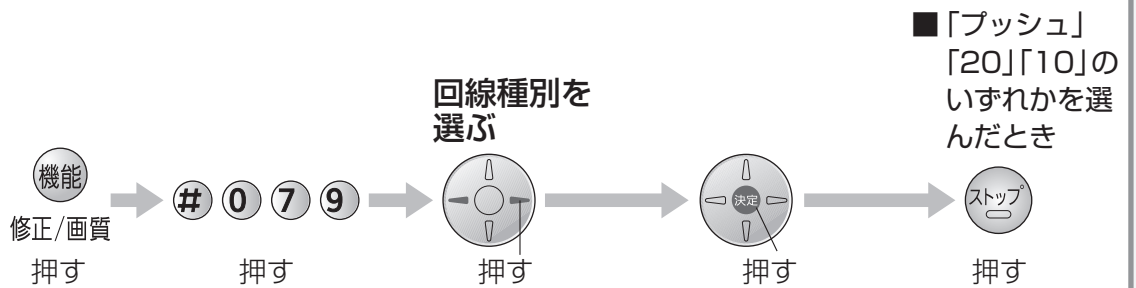 ■「プッシュ」
「20」「10」の
いずれかを選
んだとき
回線種別を
選ぶ
機能
# 0 7 9
決定
ストップ
修正/画質
押す 押す 押す 押す 押す